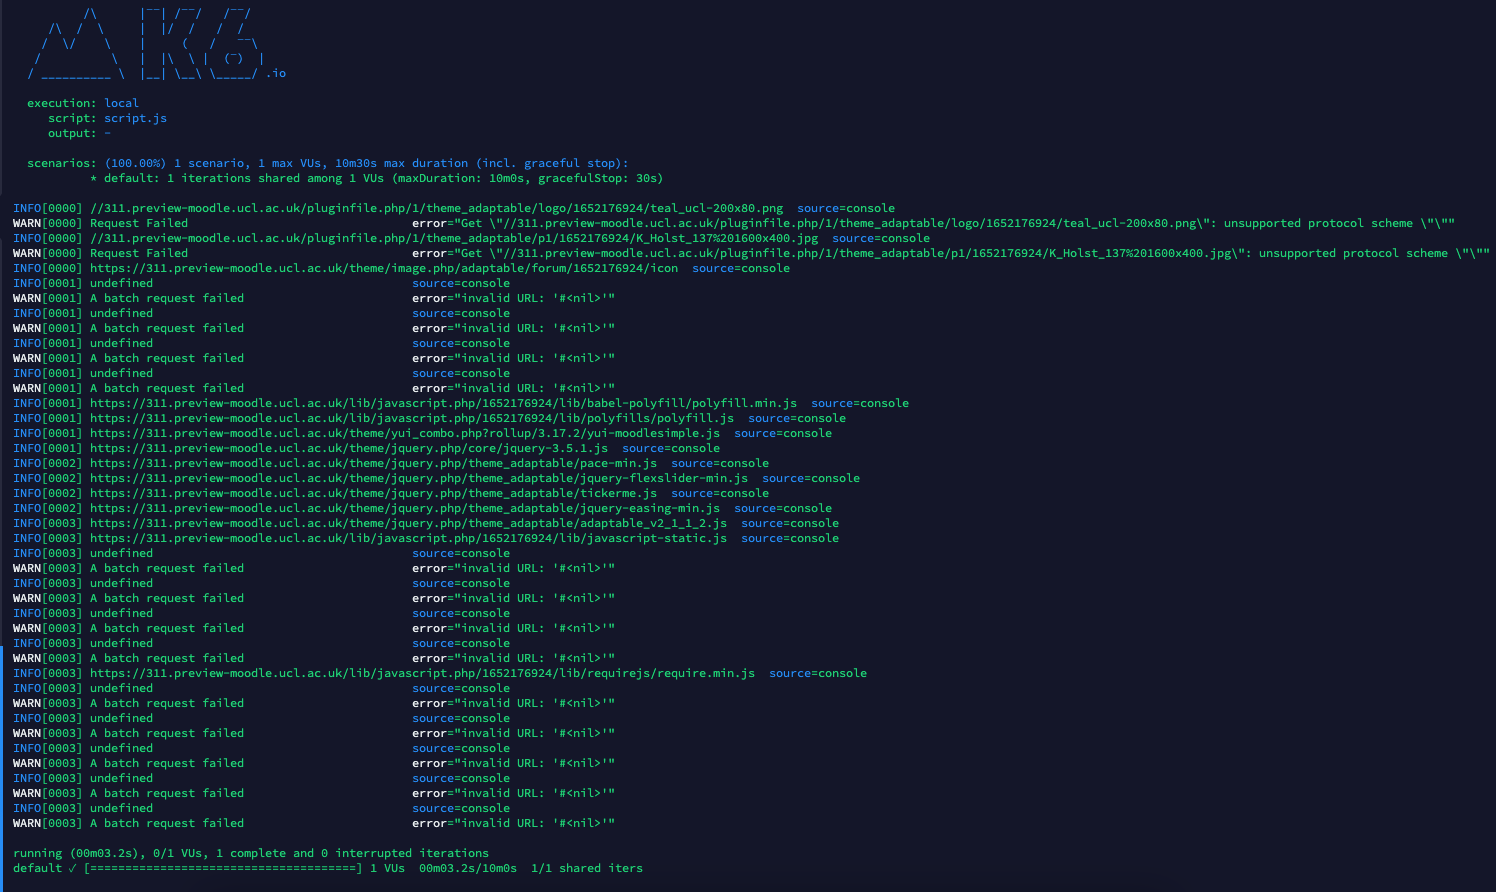 /\      |‾‾| /‾‾/   /‾‾/
     /\  /  \     |  |/  /   /  /
    /  \/    \    |     (   /   ‾‾\
   /          \   |  |\  \ |  (‾)  |
  / __________ \  |__| \__\ \_____/ .io
execution: local
script: script.js
output: -
scenarios: (100.00%) 1 scenario, 1 max VUs, 10m30s max duration (incl. graceful stop):
* default: 1 iterations shared among 1 VUs (maxDuration: 10m0s, gracefulStop: 30s)
INFO[0000] //311.preview-moodle.ucl.ac.uk/pluginfile.php/1/theme_adaptable/logo/1652176924/teal_ucl-200x80.png  source=console
WARN[0000] Request Failed                                error="Get \"//311.preview-moodle.ucl.ac.uk/pluginfile.php/1/theme_adaptable/logo/1652176924/teal_ucl-200x80.png\": unsupported protocol scheme \"\""
INFO[0000] //311.preview-moodle.ucl.ac.uk/pluginfile.php/1/theme_adaptable/p1/1652176924/K_Holst_137%201600x400.jpg  source=console
WARN[0000] Request Failed                                error="Get \"//311.preview-moodle.ucl.ac.uk/pluginfile.php/1/theme_adaptable/p1/1652176924/K_Holst_137%201600x400.jpg\": unsupported protocol scheme \"\""
INFO[0000] https://311.preview-moodle.ucl.ac.uk/theme/image.php/adaptable/forum/1652176924/icon  source=console
INFO[0001] undefined                                     source=console
WARN[0001] A batch request failed                        error="invalid URL: '#<nil>'"
INFO[0001] undefined                                     source=console
WARN[0001] A batch request failed                        error="invalid URL: '#<nil>'"
INFO[0001] undefined                                     source=console
WARN[0001] A batch request failed                        error="invalid URL: '#<nil>'"
INFO[0001] undefined                                     source=console
WARN[0001] A batch request failed                        error="invalid URL: '#<nil>'"
INFO[0001] https://311.preview-moodle.ucl.ac.uk/lib/javascript.php/1652176924/lib/babel-polyfill/polyfill.min.js  source=console
INFO[0001] https://311.preview-moodle.ucl.ac.uk/lib/javascript.php/1652176924/lib/polyfills/polyfill.js  source=console
INFO[0001] https://311.preview-moodle.ucl.ac.uk/theme/yui_combo.php?rollup/3.17.2/yui-moodlesimple.js  source=console
INFO[0001] https://311.preview-moodle.ucl.ac.uk/theme/jquery.php/core/jquery-3.5.1.js  source=console
INFO[0002] https://311.preview-moodle.ucl.ac.uk/theme/jquery.php/theme_adaptable/pace-min.js  source=console
INFO[0002] https://311.preview-moodle.ucl.ac.uk/theme/jquery.php/theme_adaptable/jquery-flexslider-min.js  source=console
INFO[0002] https://311.preview-moodle.ucl.ac.uk/theme/jquery.php/theme_adaptable/tickerme.js  source=console
INFO[0002] https://311.preview-moodle.ucl.ac.uk/theme/jquery.php/theme_adaptable/jquery-easing-min.js  source=console
INFO[0003] https://311.preview-moodle.ucl.ac.uk/theme/jquery.php/theme_adaptable/adaptable_v2_1_1_2.js  source=console
INFO[0003] https://311.preview-moodle.ucl.ac.uk/lib/javascript.php/1652176924/lib/javascript-static.js  source=console
INFO[0003] undefined                                     source=console
WARN[0003] A batch request failed                        error="invalid URL: '#<nil>'"
INFO[0003] undefined                                     source=console
WARN[0003] A batch request failed                        error="invalid URL: '#<nil>'"
INFO[0003] undefined                                     source=console
WARN[0003] A batch request failed                        error="invalid URL: '#<nil>'"
INFO[0003] undefined                                     source=console
WARN[0003] A batch request failed                        error="invalid URL: '#<nil>'"
INFO[0003] https://311.preview-moodle.ucl.ac.uk/lib/javascript.php/1652176924/lib/requirejs/require.min.js  source=console
INFO[0003] undefined                                     source=console
WARN[0003] A batch request failed                        error="invalid URL: '#<nil>'"
INFO[0003] undefined                                     source=console
WARN[0003] A batch request failed                        error="invalid URL: '#<nil>'"
INFO[0003] undefined                                     source=console
WARN[0003] A batch request failed                        error="invalid URL: '#<nil>'"
INFO[0003] undefined                                     source=console
WARN[0003] A batch request failed                        error="invalid URL: '#<nil>'"
INFO[0003] undefined                                     source=console
WARN[0003] A batch request failed                        error="invalid URL: '#<nil>'"
running (00m03.2s), 0/1 VUs, 1 complete and 0 interrupted iterations
default ✓ [======================================] 1 VUs  00m03.2s/10m0s  1/1 shared iters